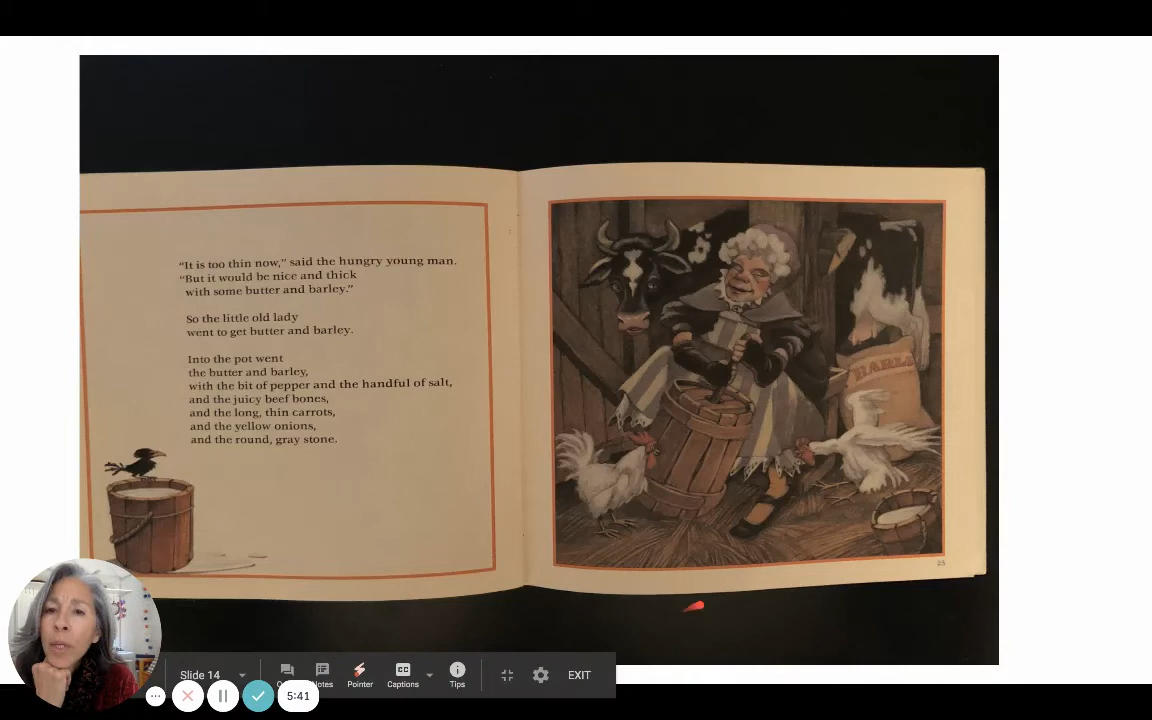 “It is too thin now,” said the hungry young man.
“But it would be nice and thick
with some butter and barley.”
So the little old lady
went to get butter and barley.
Into the pot went
the butter and barley,
with the bit of pepper and the handful of salt,
and the juicy beef bones,
and the long, thin carrots,
and the yellow onions,
and the round, gray stone.
BARL
23
Slide 14
Notes
Pointer
CC
Captions
Tips
EXIT
5:41